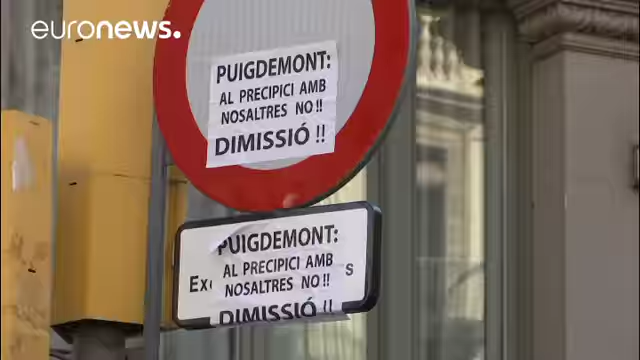 euronews.
PUIGDEMONT:
AL PRECIPICI AMB
NOSALTRES NO!!
DIMISSIÓ !!
PUIGDEMONT:
AL PRECIPICI AMB
NOSALTRES NO!!
DIMISSIÓ !!